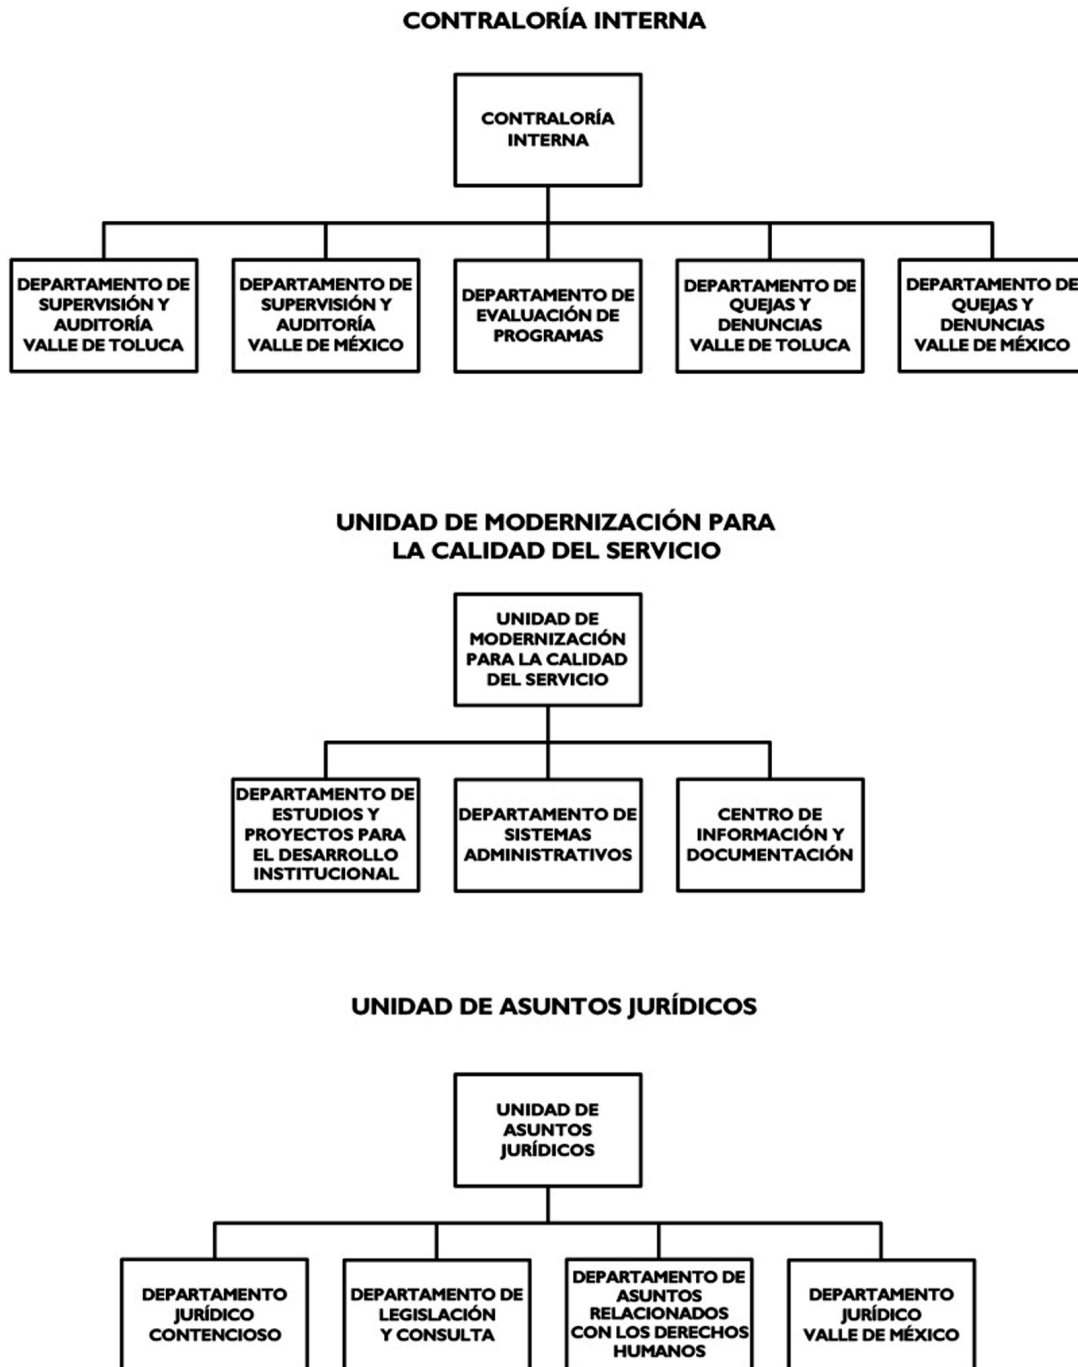 CONTRALORÍA INTERNA
CONTRALORÍA
INTERNA
DEPARTAMENTO DE
SUPERVISIÓN Y
AUDITORÍA
VALLE DE TOLUCA
DEPARTAMENTO DE
SUPERVISIÓN Y
AUDITORÍA
VALLE DE MÉXICO
DEPARTAMENTO DE
EVALUACIÓN DE
PROGRAMAS
DEPARTAMENTO DE
QUEJAS Y
DENUNCIAS
VALLE DE TOLUCA
DEPARTAMENTO DE
QUEJAS Y
DENUNCIAS
VALLE DE MÉXICO
UNIDAD DE MODERNIZACIÓN PARA
LA CALIDAD DEL SERVICIO
UNIDAD DE
MODERNIZACIÓN
PARA LA CALIDAD
DEL SERVICIO
DEPARTAMENTO DE
ESTUDIOS Y
PROYECTOS PARA
EL DESARROLLO
INSTITUCIONAL
DEPARTAMENTO DE
SISTEMAS
ADMINISTRATIVOS
CENTRO DE
INFORMACIÓN Y
DOCUMENTACIÓN
UNIDAD DE ASUNTOS JURÍDICOS
UNIDAD DE
ASUNTOS
JURÍDICOS
DEPARTAMENTO
JURÍDICO
CONTENCIOSO
DEPARTAMENTO DE
LEGISLACIÓN
Y CONSULTA
DEPARTAMENTO DE
ASUNTOS
RELACIONADOS
CON LOS DERECHOS
HUMANOS
DEPARTAMENTO
JURÍDICO
VALLE DE MÉXICO